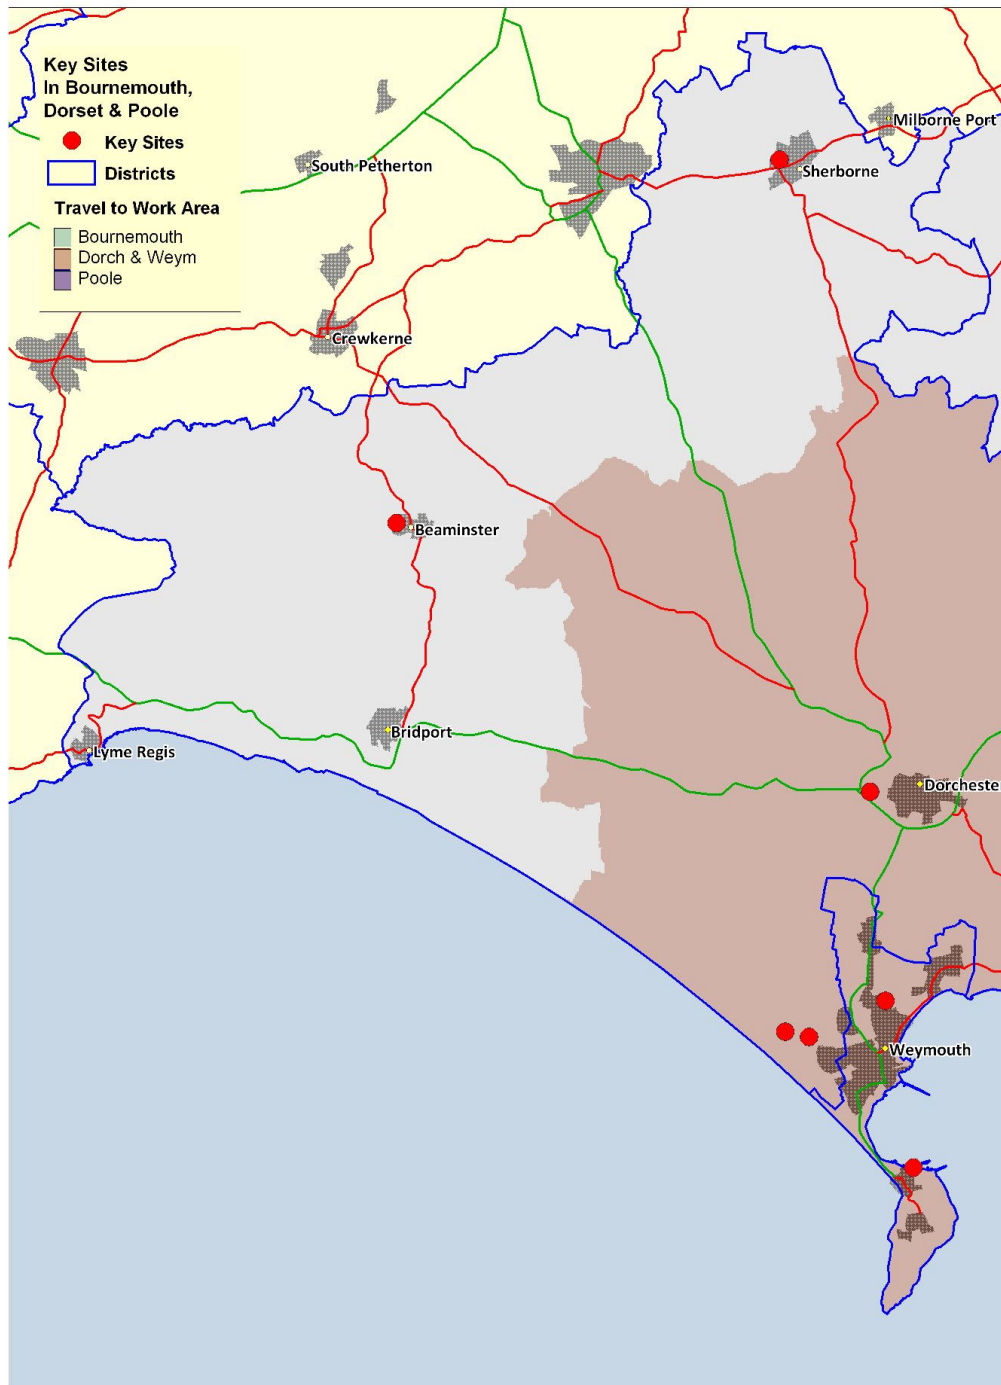 Key Sites
In Bournemouth,
Dorset & Poole
Key Sites
Districts
Travel to Work Area
Bournemouth
Dorch & Weym
Poole
Milborne Port
South Petherton
Sherborne
Crewkerne
Beaminster
Bridport
Lyme Regis
Dorchester
Weymouth